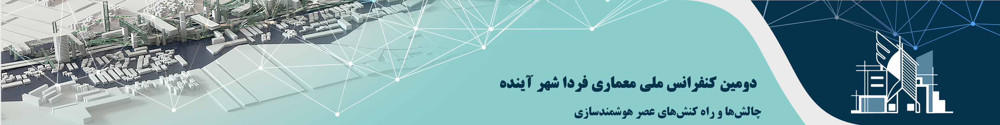 دومین کنفرانس ملی معماری فردا شهر آینده
چالش‌ها و راه کنش‌های عصر هوشمندسازی